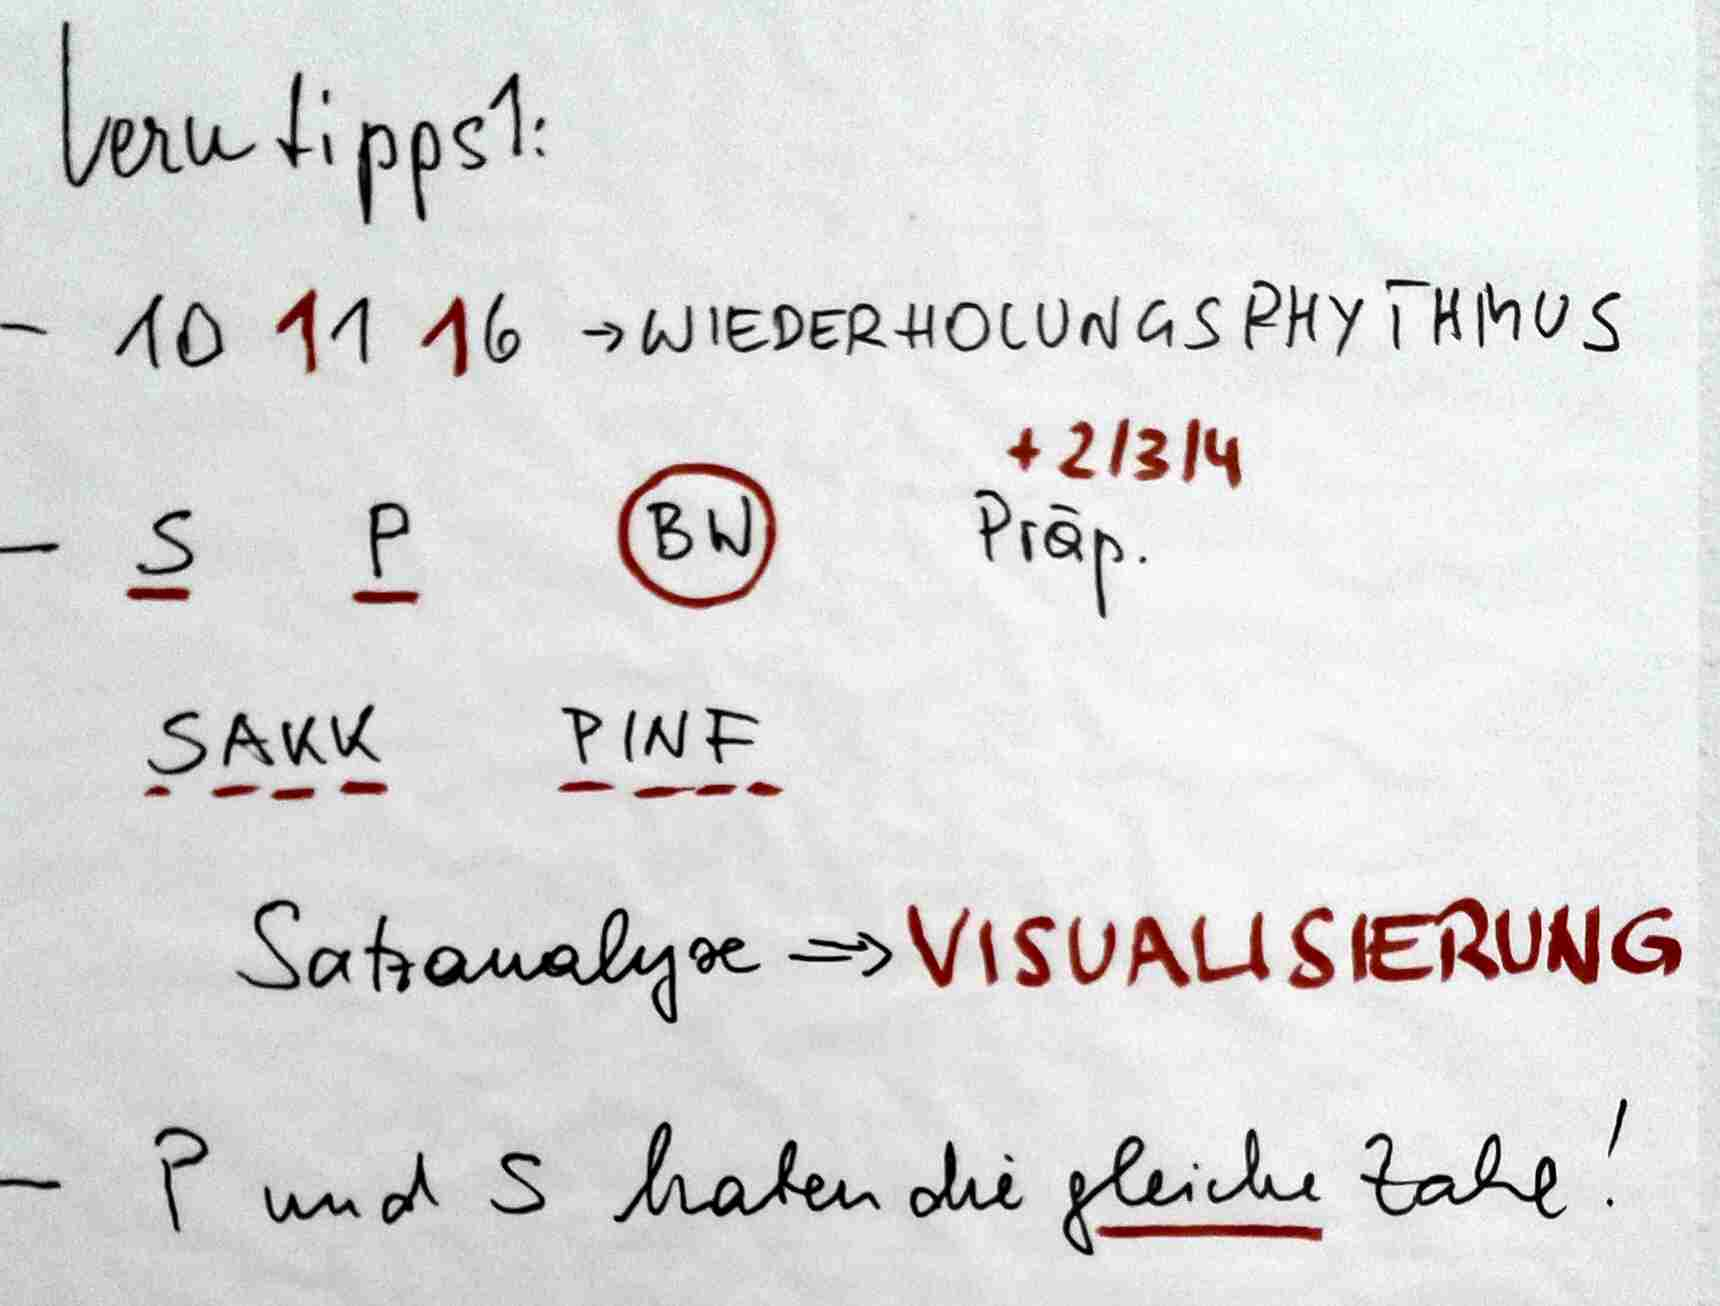 Lerntipps1:
- 10 11 16 → WIEDERHOLUNGSRHYTHMUS
+ 2/3/4
- S P BW Präp.
SAKK PINF
Satzanalyse => VISUALISIERUNG
- P und S haben die gleiche Zahl!